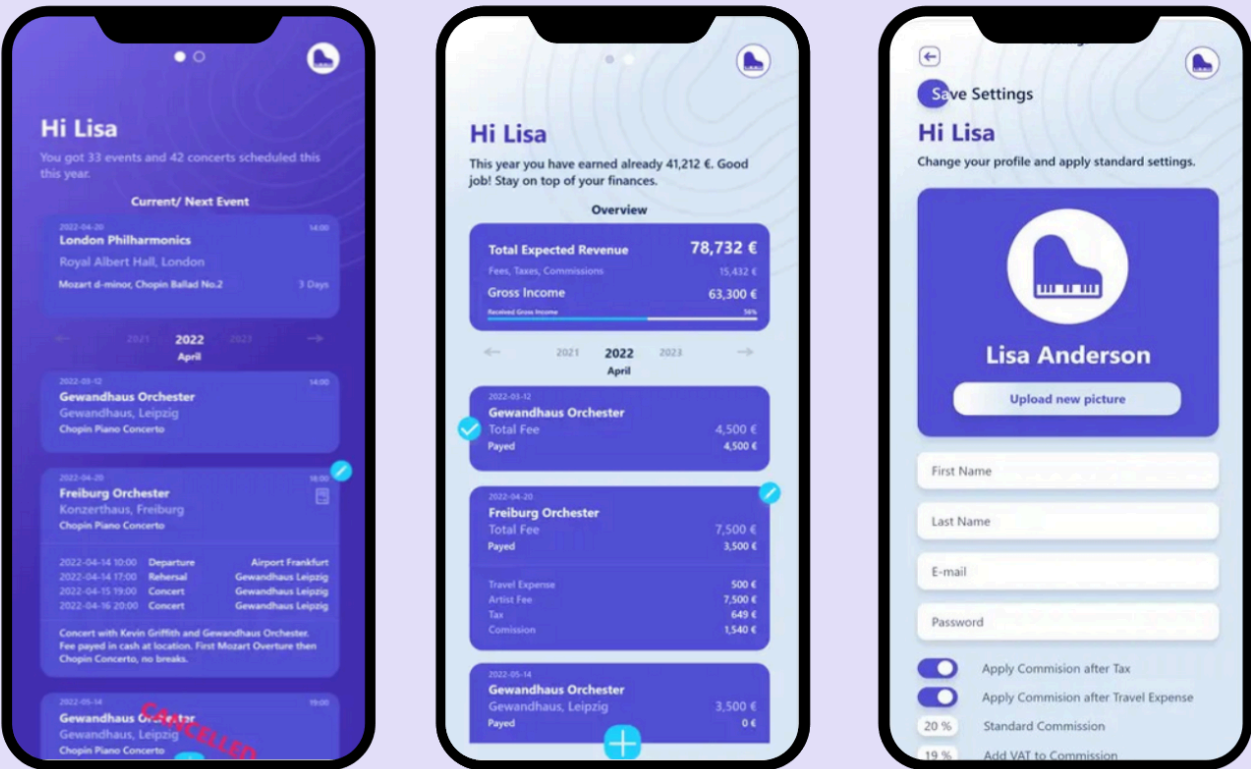 Hi Lisa
You got 33 events and 42 concerts scheduled this
this year.
Current/ Next Event
2022-04-20 14:00
London Philharmonics
Royal Albert Hall, London
Mozart d-minor, Chopin Ballad No.2 3 Days
2021 2022 2023
April
2022-03-12 14:00
Gewandhaus Orchester
Gewandhaus, Leipzig
Chopin Piano Concerto
2022-04-20 18:00
Freiburg Orchester
Konzerthaus, Freiburg
Chopin Piano Concerto
2022-04-14 10:00 Departure Airport Frankfurt
2022-04-14 17:00 Rehersal Gewandhaus Leipzig
2022-04-15 19:00 Concert Gewandhaus Leipzig
2022-04-16 20:00 Concert Gewandhaus Leipzig
Concert with Kevin Griffith and Gewandhaus Orchester.
Fee payed in cash at location. First Mozart Overture then
Chopin Concerto, no breaks.
2022-05-14 19:00
Gewandhaus Orchester
Gewandhaus, Leipzig
Chopin Piano Concerto
CANCELLED
Hi Lisa
This year you have earned already 41,212 €. Good
job! Stay on top of your finances.
Overview
Total Expected Revenue 78,732 €
Fees, Taxes, Commissions 15,432 €
Gross Income 63,300 €
Received Gross Income 56%
2021 2022 2023
April
2022-03-12
Gewandhaus Orchester
Total Fee 4,500 €
Payed 4,500 €
2022-04-20
Freiburg Orchester
Total Fee 7,500 €
Payed 3,500 €
Travel Expense 500 €
Artist Fee 7,500 €
Tax 649 €
Comission 1,540 €
2022-05-14
Gewandhaus Orchester
Gewandhaus, Leipzig 3,500 €
Payed 0 €
Save Settings
Hi Lisa
Change your profile and apply standard settings.
Lisa Anderson
Upload new picture
First Name
Last Name
E-mail
Password
Apply Commision after Tax
Apply Commision after Travel Expense
20 % Standard Commission
19 % Add VAT to Commission